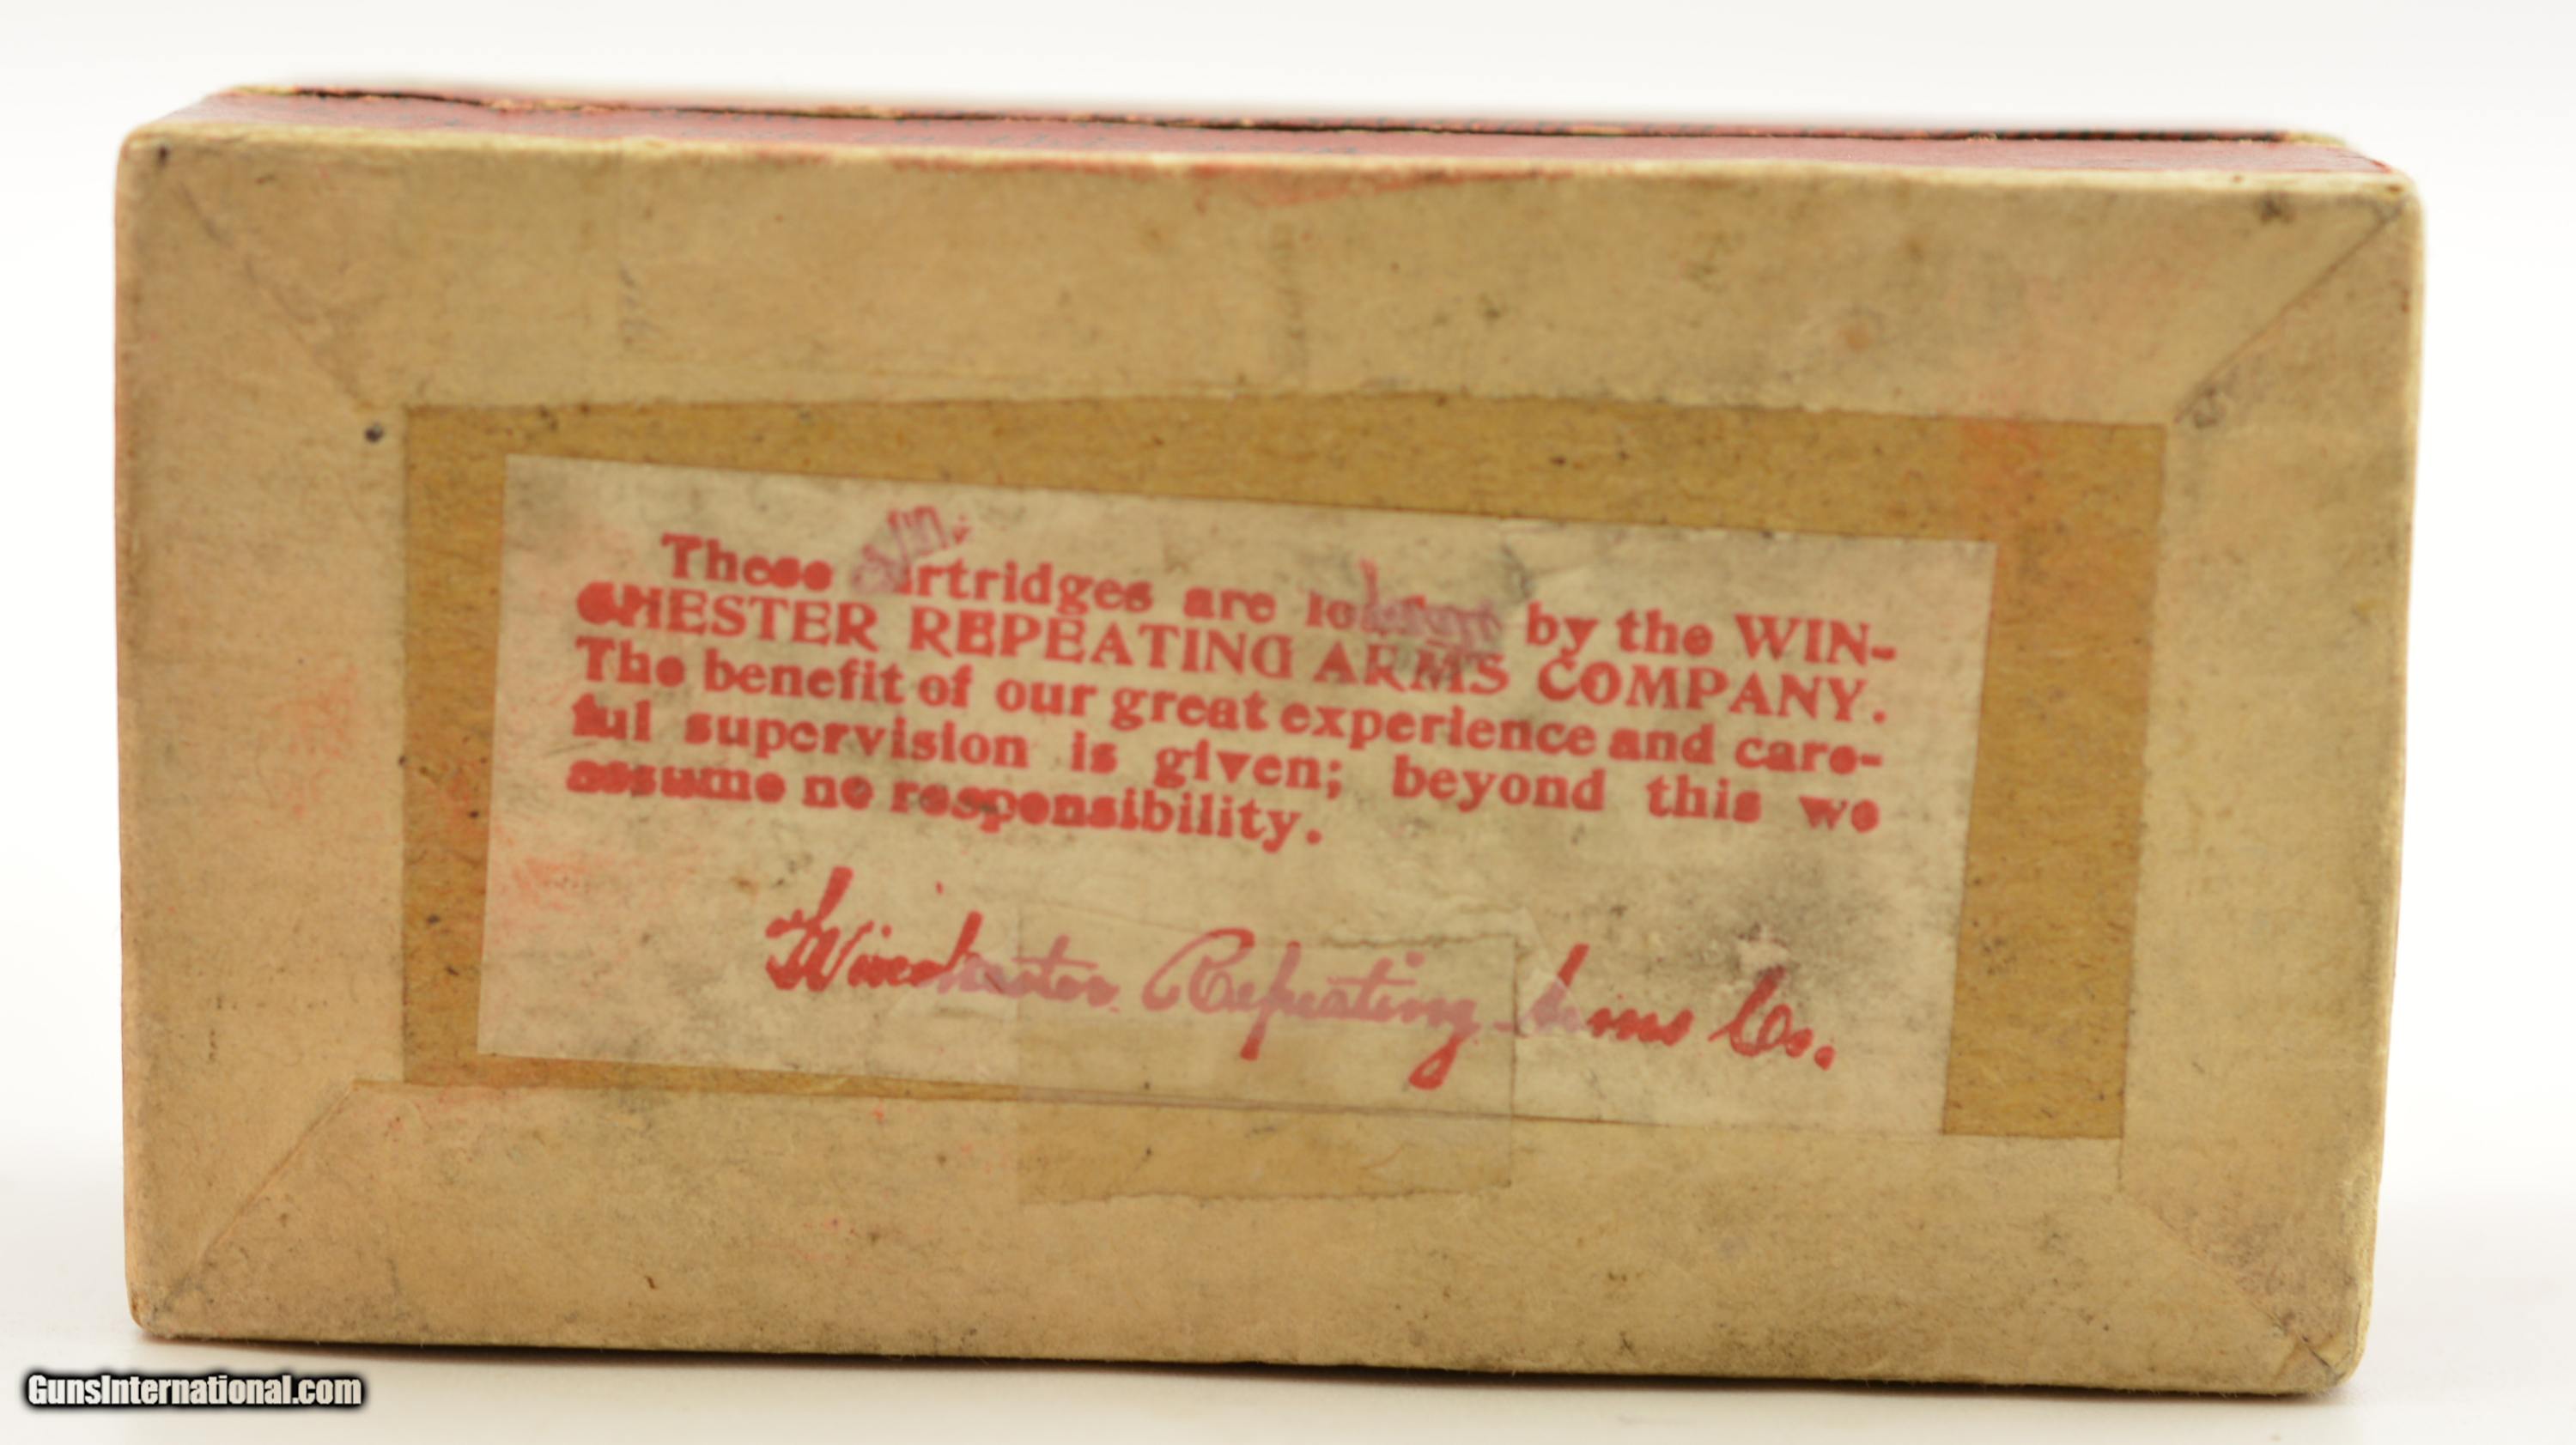 These cartridges are by the WIN-
CHESTER REPEATING ARMS COMPANY.
The benefit of our great experience and care-
ful supervision is given; beyond this we
assume no responsibility.
Winchester Repeating Arms Co.
GunsInternational.com